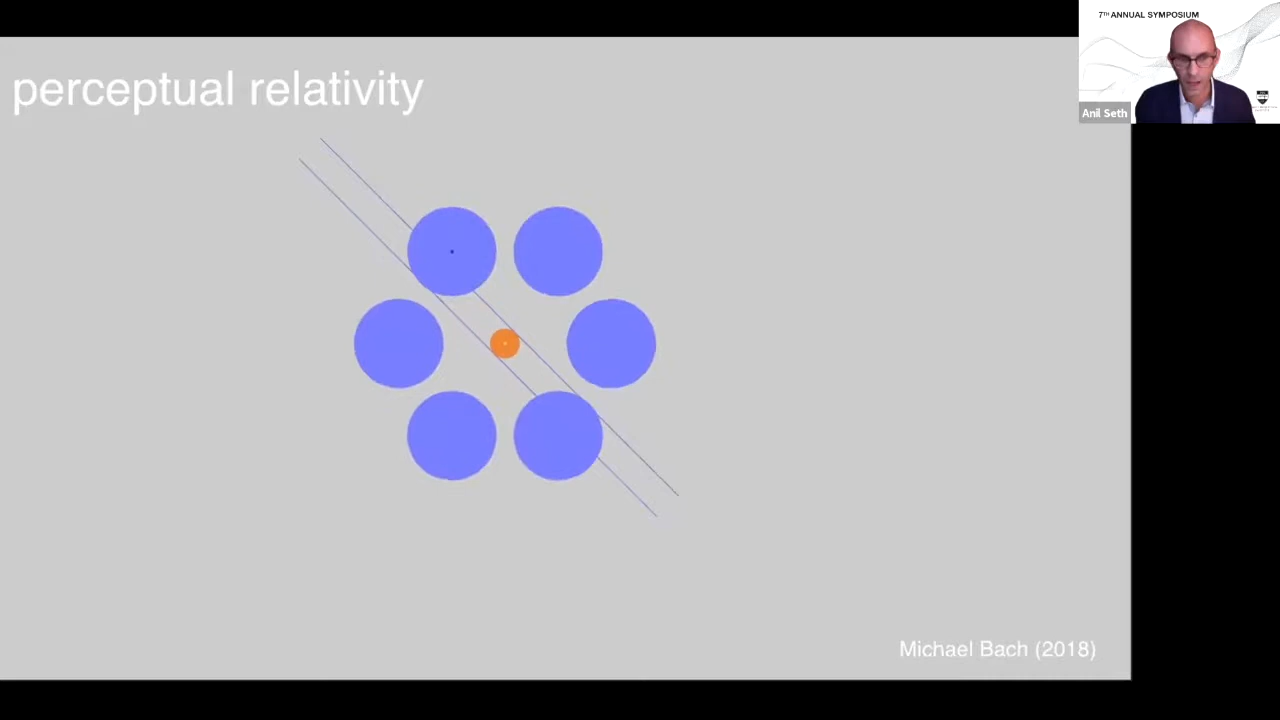 7TH ANNUAL SYMPOSIUM
perceptual relativity
Anil Seth
Michael Bach (2018)